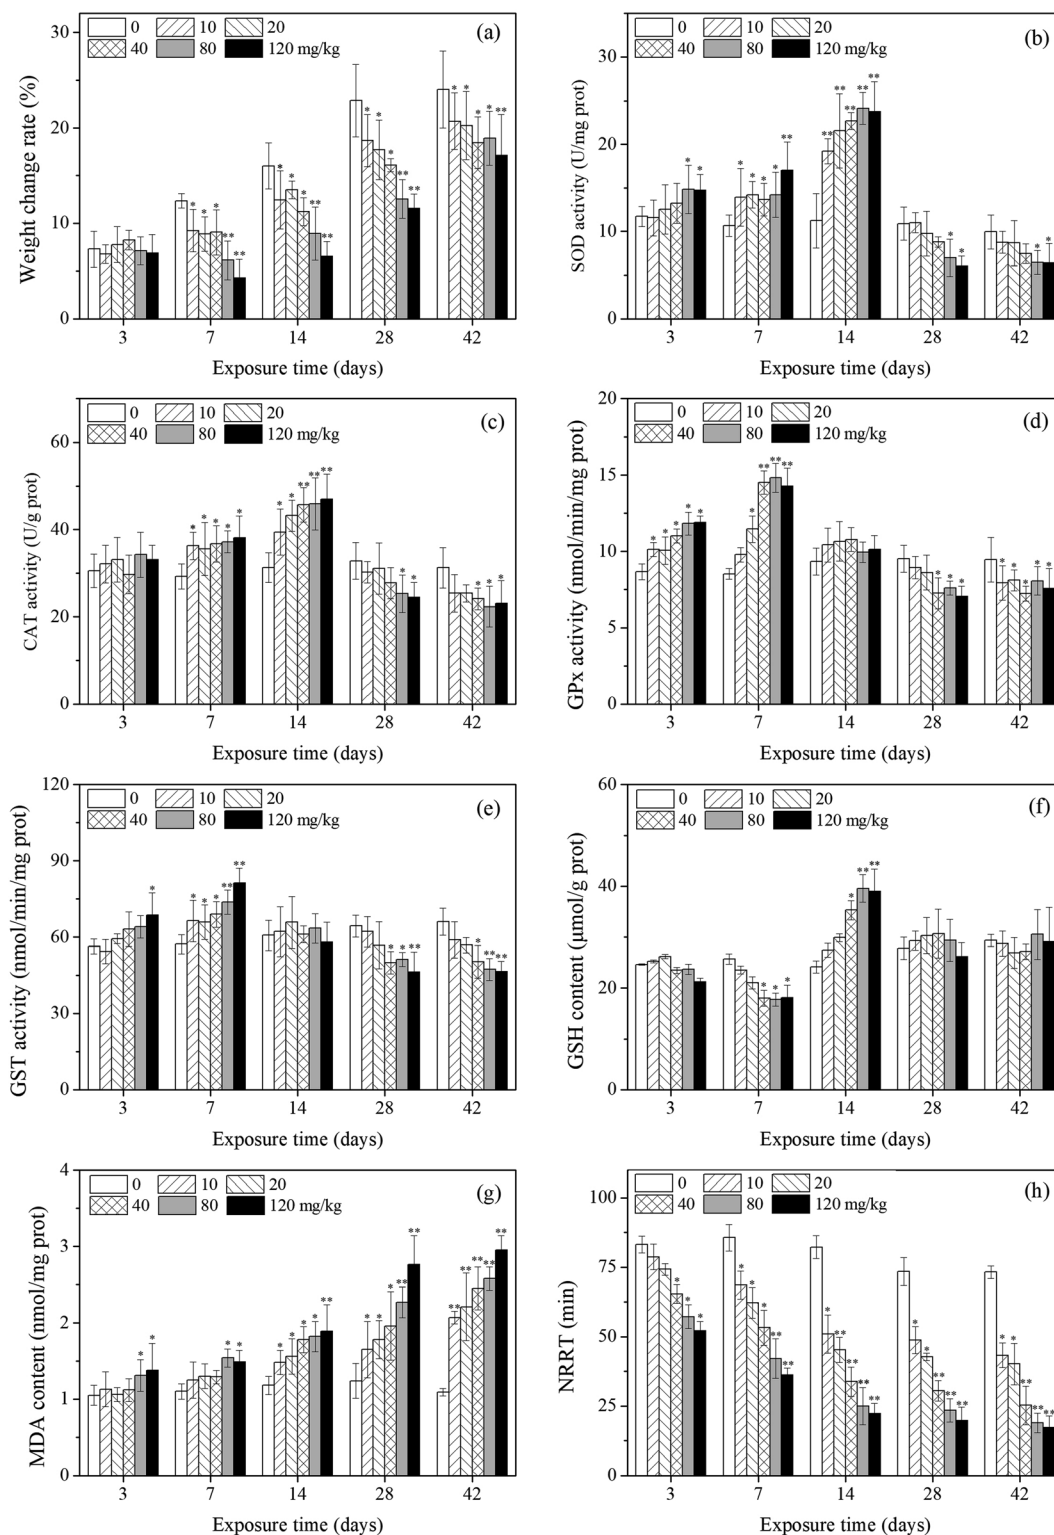 0 10 20
40 80 120 mg/kg
(a)
Weight change rate (%)
30
20
10
0
3 7 14 28 42
Exposure time (days)
0 10 20
40 80 120 mg/kg
(b)
SOD activity (U/mg prot)
30
20
10
0
3 7 14 28 42
Exposure time (days)
0 10 20
40 80 120 mg/kg
(c)
CAT activity (U/g prot)
60
40
20
0
3 7 14 28 42
Exposure time (days)
0 10 20
40 80 120 mg/kg
(d)
GPx activity (nmol/min/mg prot)
20
15
10
5
0
3 7 14 28 42
Exposure time (days)
0 10 20
40 80 120 mg/kg
(e)
GST activity (nmol/min/mg prot)
120
90
60
30
0
3 7 14 28 42
Exposure time (days)
0 10 20
40 80 120 mg/kg
(f)
GSH content (μmol/g prot)
60
40
20
0
3 7 14 28 42
Exposure time (days)
0 10 20
40 80 120 mg/kg
(g)
MDA content (nmol/mg prot)
4
3
2
1
0
3 7 14 28 42
Exposure time (days)
0 10 20
40 80 120 mg/kg
(h)
NRRT (min)
100
75
50
25
0
3 7 14 28 42
Exposure time (days)